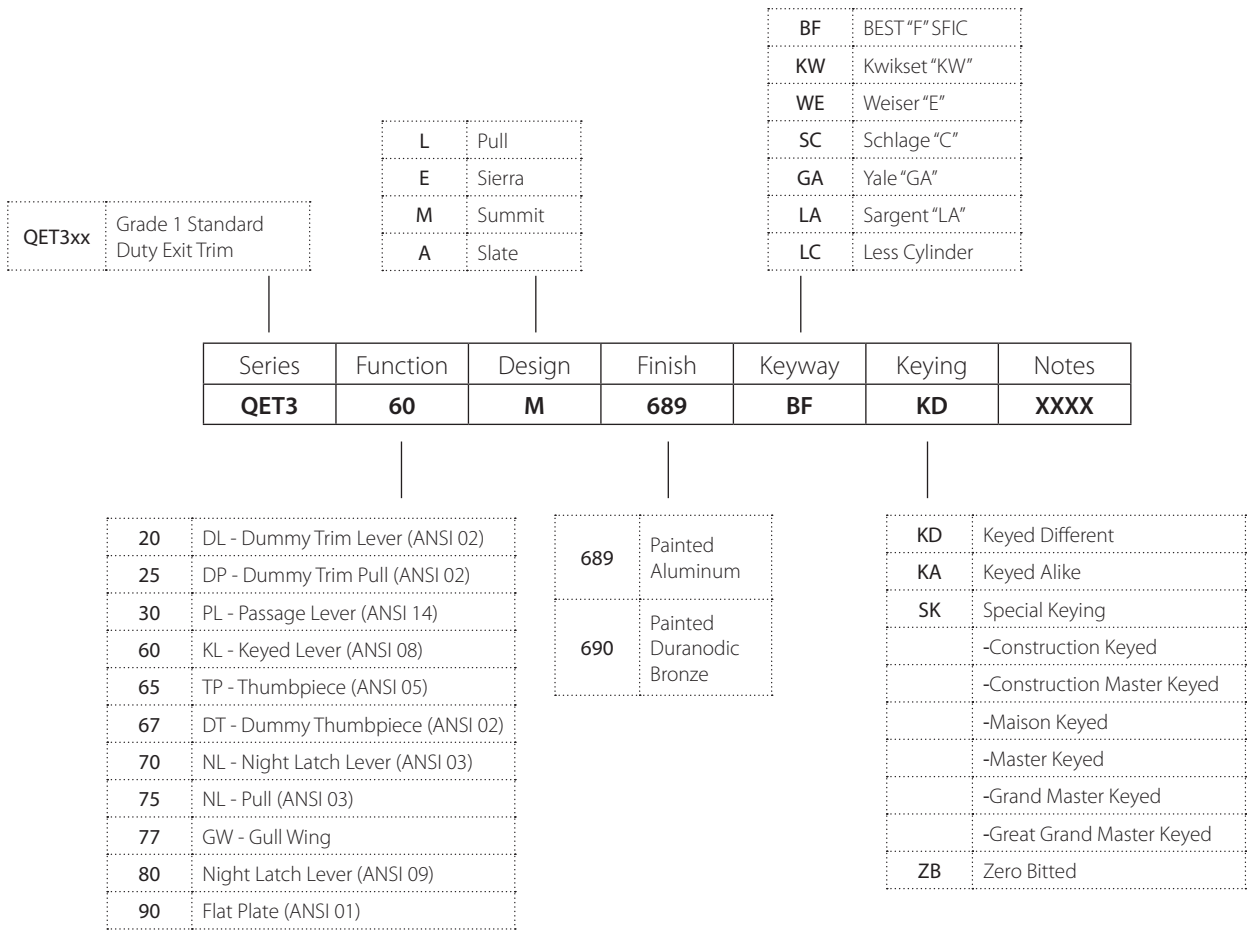 BF BEST “F” SFIC
KW Kwikset “KW”
WE Weiser “E”
SC Schlage “C”
GA Yale “GA”
LA Sargent “LA”
LC Less Cylinder
L Pull
E Sierra
M Summit
A Slate
QET3xx Grade 1 Standard
Duty Exit Trim
Series Function Design Finish Keyway Keying Notes
QET3 60 M 689 BF KD XXXX
20 DL - Dummy Trim Lever (ANSI 02)
25 DP - Dummy Trim Pull (ANSI 02)
30 PL - Passage Lever (ANSI 14)
60 KL - Keyed Lever (ANSI 08)
65 TP - Thumbpiece (ANSI 05)
67 DT - Dummy Thumbpiece (ANSI 02)
70 NL - Night Latch Lever (ANSI 03)
75 NL - Pull (ANSI 03)
77 GW - Gull Wing
80 Night Latch Lever (ANSI 09)
90 Flat Plate (ANSI 01)
689 Painted
Aluminum
690 Painted
Duranodic
Bronze
KD Keyed Different
KA Keyed Alike
SK Special Keying
-Construction Keyed
-Construction Master Keyed
-Maison Keyed
-Master Keyed
-Grand Master Keyed
-Great Grand Master Keyed
ZB Zero Bitted